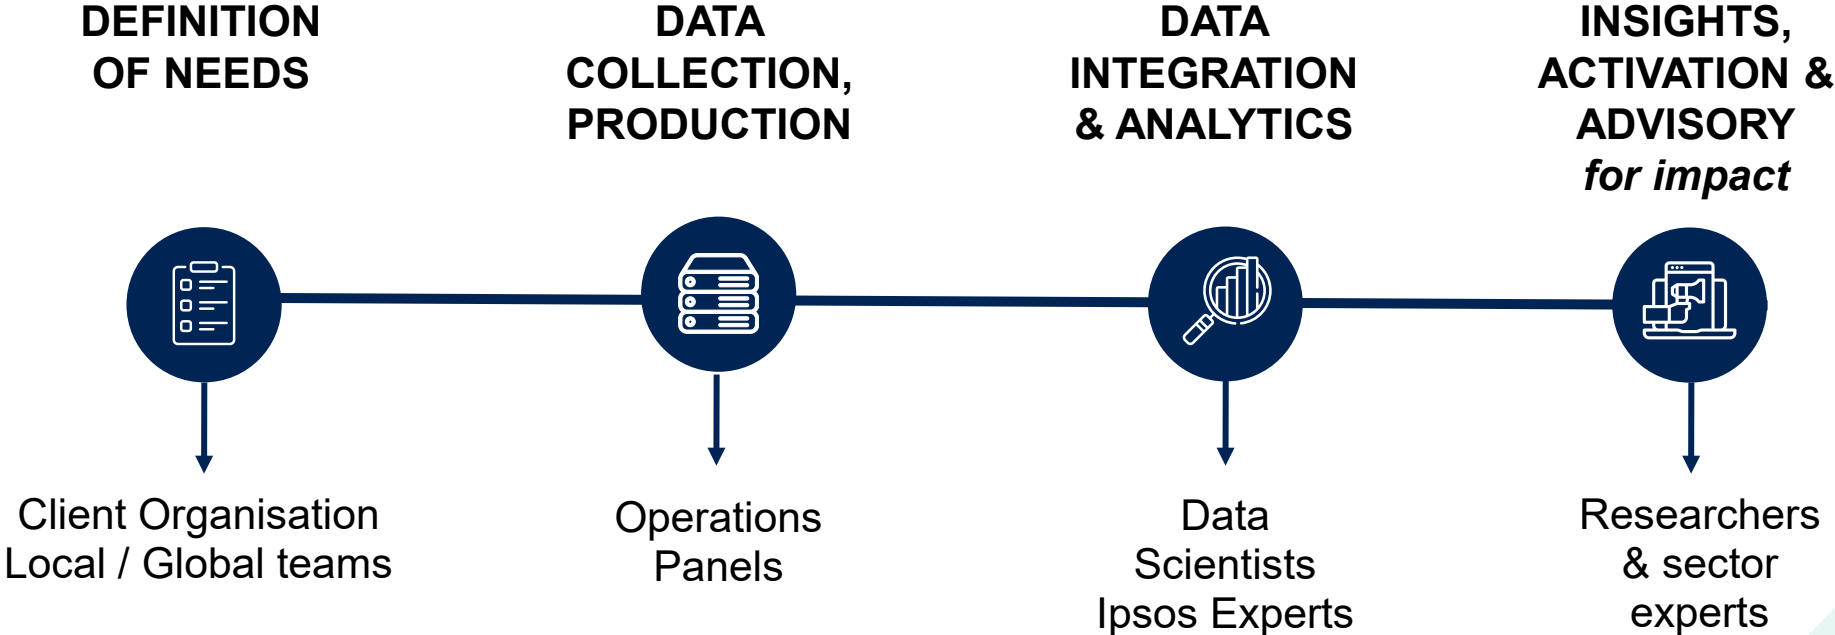 DEFINITION
OF NEEDS
DATA
COLLECTION,
PRODUCTION
DATA
INTEGRATION
& ANALYTICS
INSIGHTS,
ACTIVATION &
ADVISORY
for impact
Client Organisation
Local / Global teams
Operations
Panels
Data
Scientists
Ipsos Experts
Researchers
& sector
experts